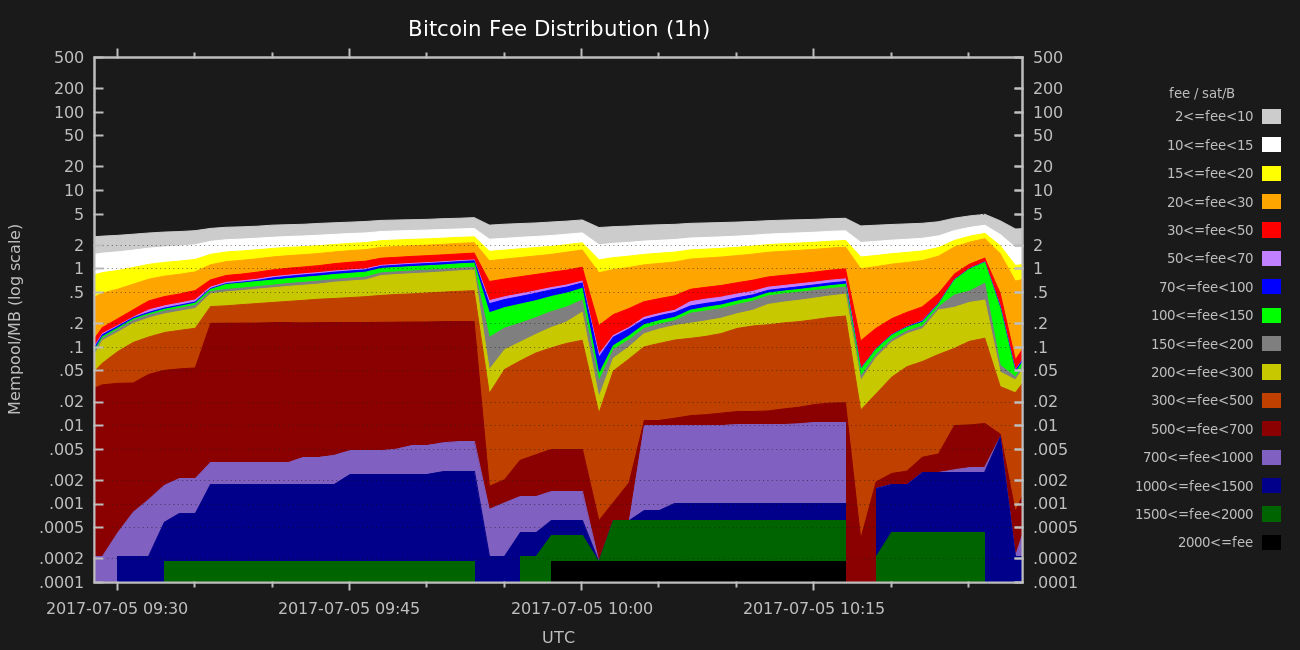 Bitcoin Fee Distribution (1h)
Mempool/MB (log scale)
500
200
100
50
20
10
5
2
1
.5
.2
.1
.05
.02
.01
.005
.002
.001
.0005
.0002
.0001
500
200
100
50
20
10
5
2
1
.5
.2
.1
.05
.02
.01
.005
.002
.001
.0005
.0002
.0001
2017-07-05 09:30
2017-07-05 09:45
2017-07-05 10:00
2017-07-05 10:15
UTC
fee / sat/B
2<=fee<10
10<=fee<15
15<=fee<20
20<=fee<30
30<=fee<50
50<=fee<70
70<=fee<100
100<=fee<150
150<=fee<200
200<=fee<300
300<=fee<500
500<=fee<700
700<=fee<1000
1000<=fee<1500
1500<=fee<2000
2000<=fee